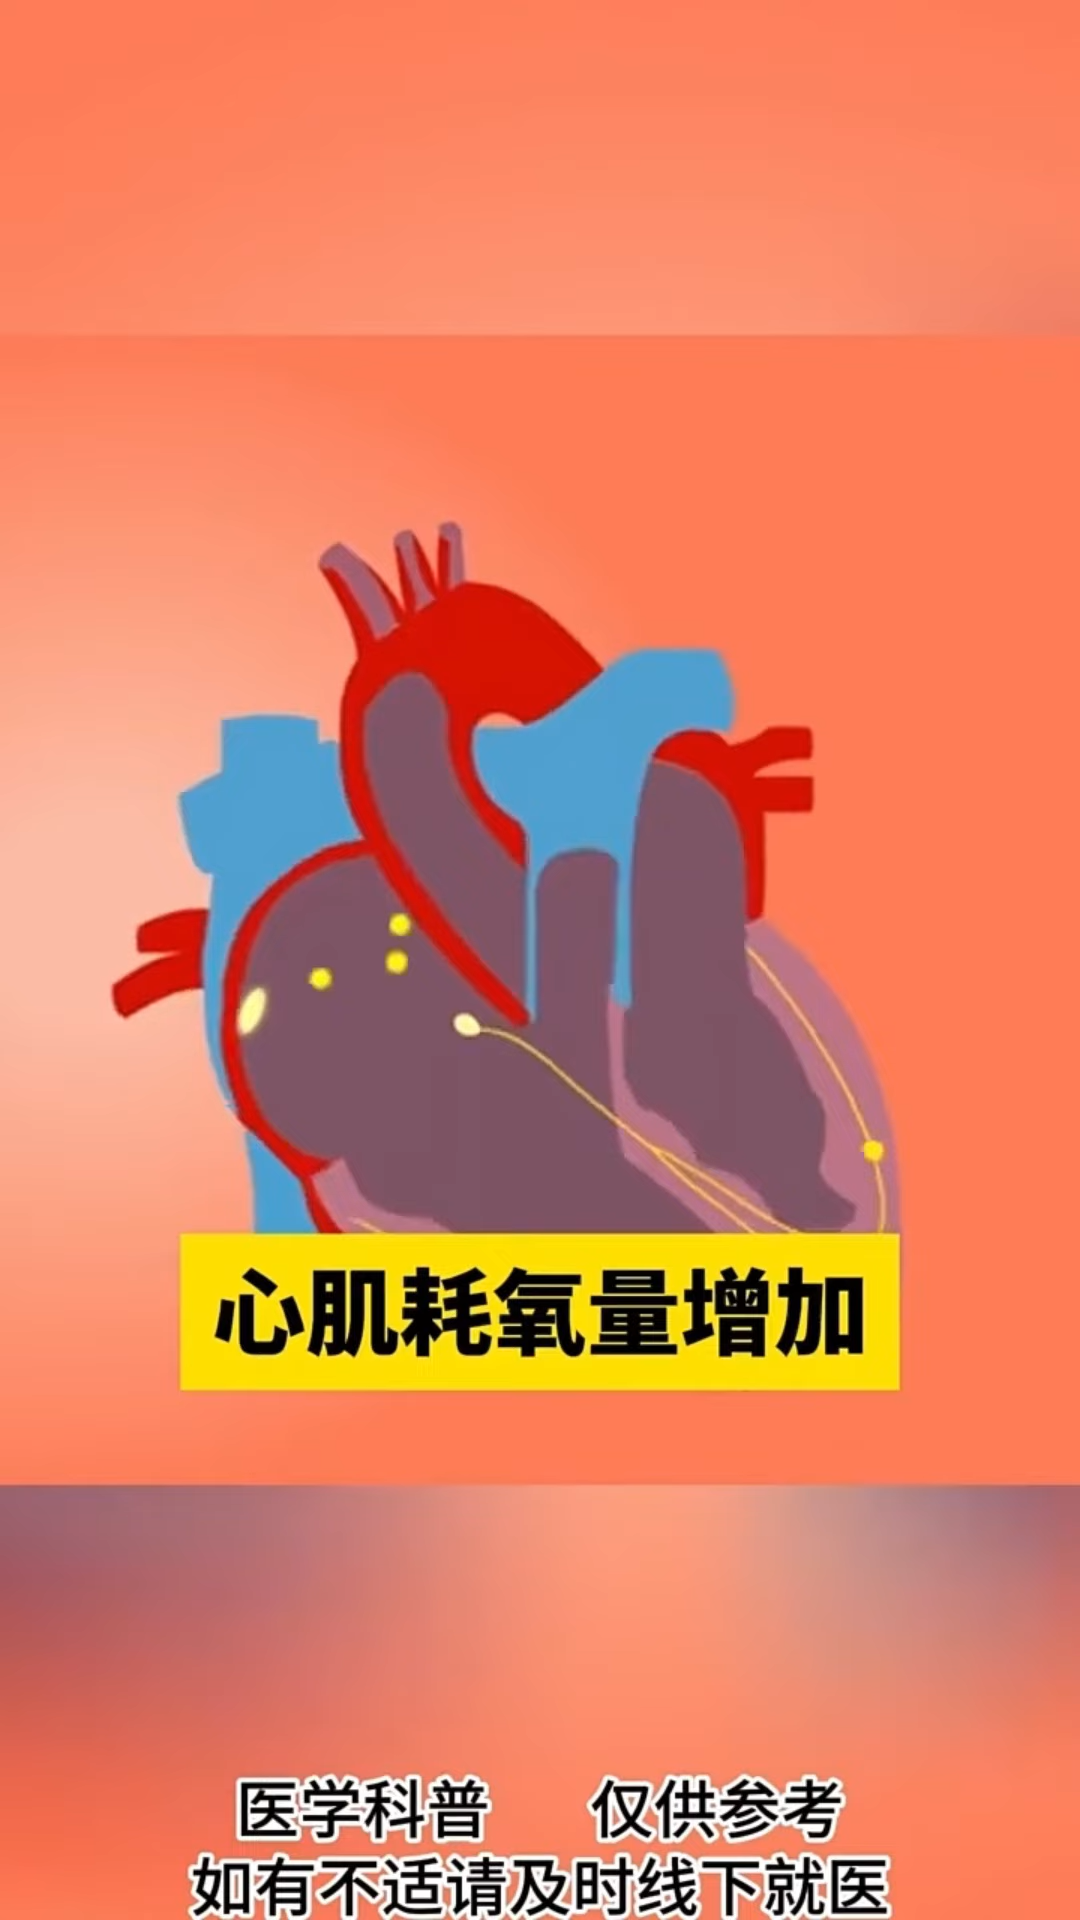 心肌耗氧量增加
医学科普 仅供参考
如有不适请及时线下就医